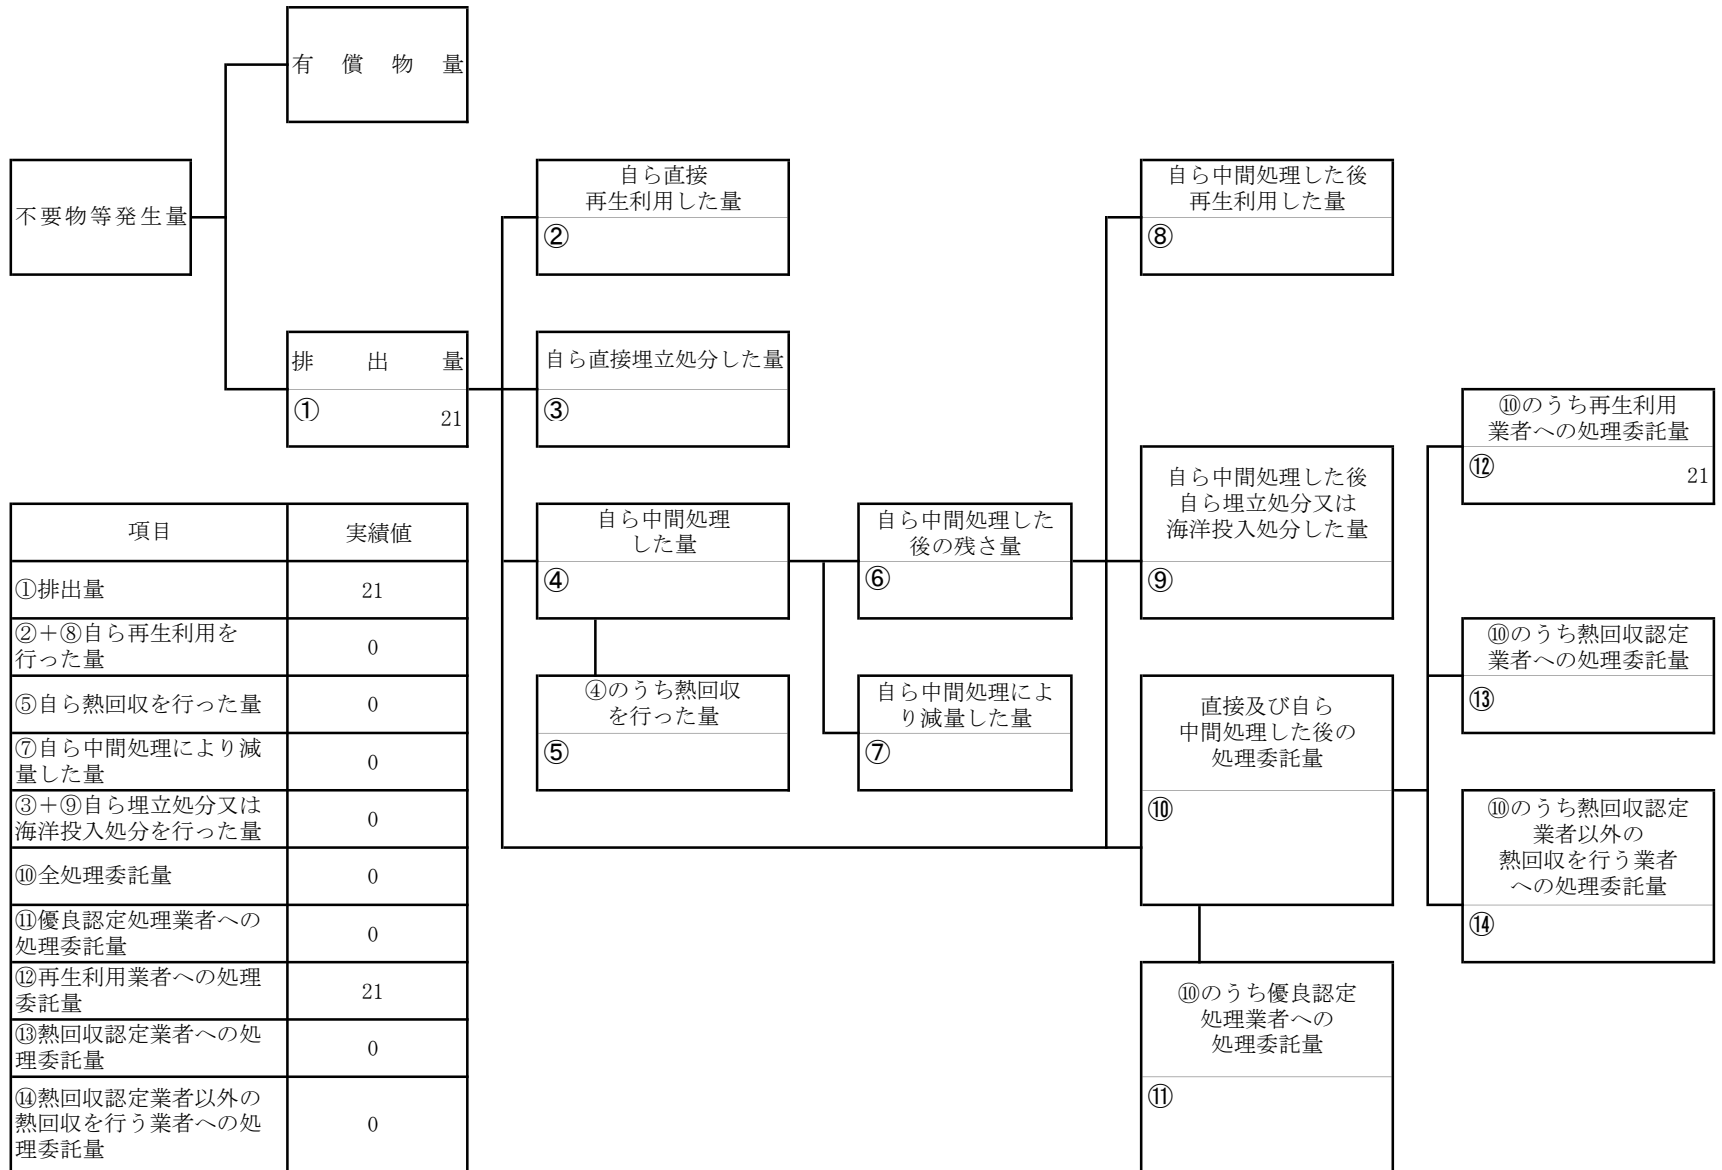 有償物量
不要物等発生量
自ら直接
再生利用した量
②
自ら中間処理した後
再生利用した量
⑧
排出量
①
21
自ら直接埋立処分した量
③
⑩のうち再生利用
業者への処理委託量
⑫
21
自ら中間処理
した量
④
自ら中間処理した
後の残さ量
⑥
自ら中間処理した後
自ら埋立処分又は
海洋投入処分した量
⑨
⑩のうち熱回収認定
業者への処理委託量
⑬
④のうち熱回収
を行った量
⑤
自ら中間処理によ
り減量した量
⑦
直接及び自ら
中間処理した後の
処理委託量
⑩
⑩のうち熱回収認定
業者以外の
熱回収を行う業者
への処理委託量
⑭
⑩のうち優良認定
処理業者への
処理委託量
⑪
項目 実績値
①排出量 21
②＋⑧自ら再生利用を
行った量 0
⑤自ら熱回収を行った量 0
⑦自ら中間処理により減
量した量 0
③＋⑨自ら埋立処分又は
海洋投入処分を行った量 0
⑩全処理委託量 0
⑪優良認定処理業者への
処理委託量 0
⑫再生利用業者への処理
委託量 21
⑬熱回収認定業者への処
理委託量 0
⑭熱回収認定業者以外の
熱回収を行う業者への処
理委託量 0